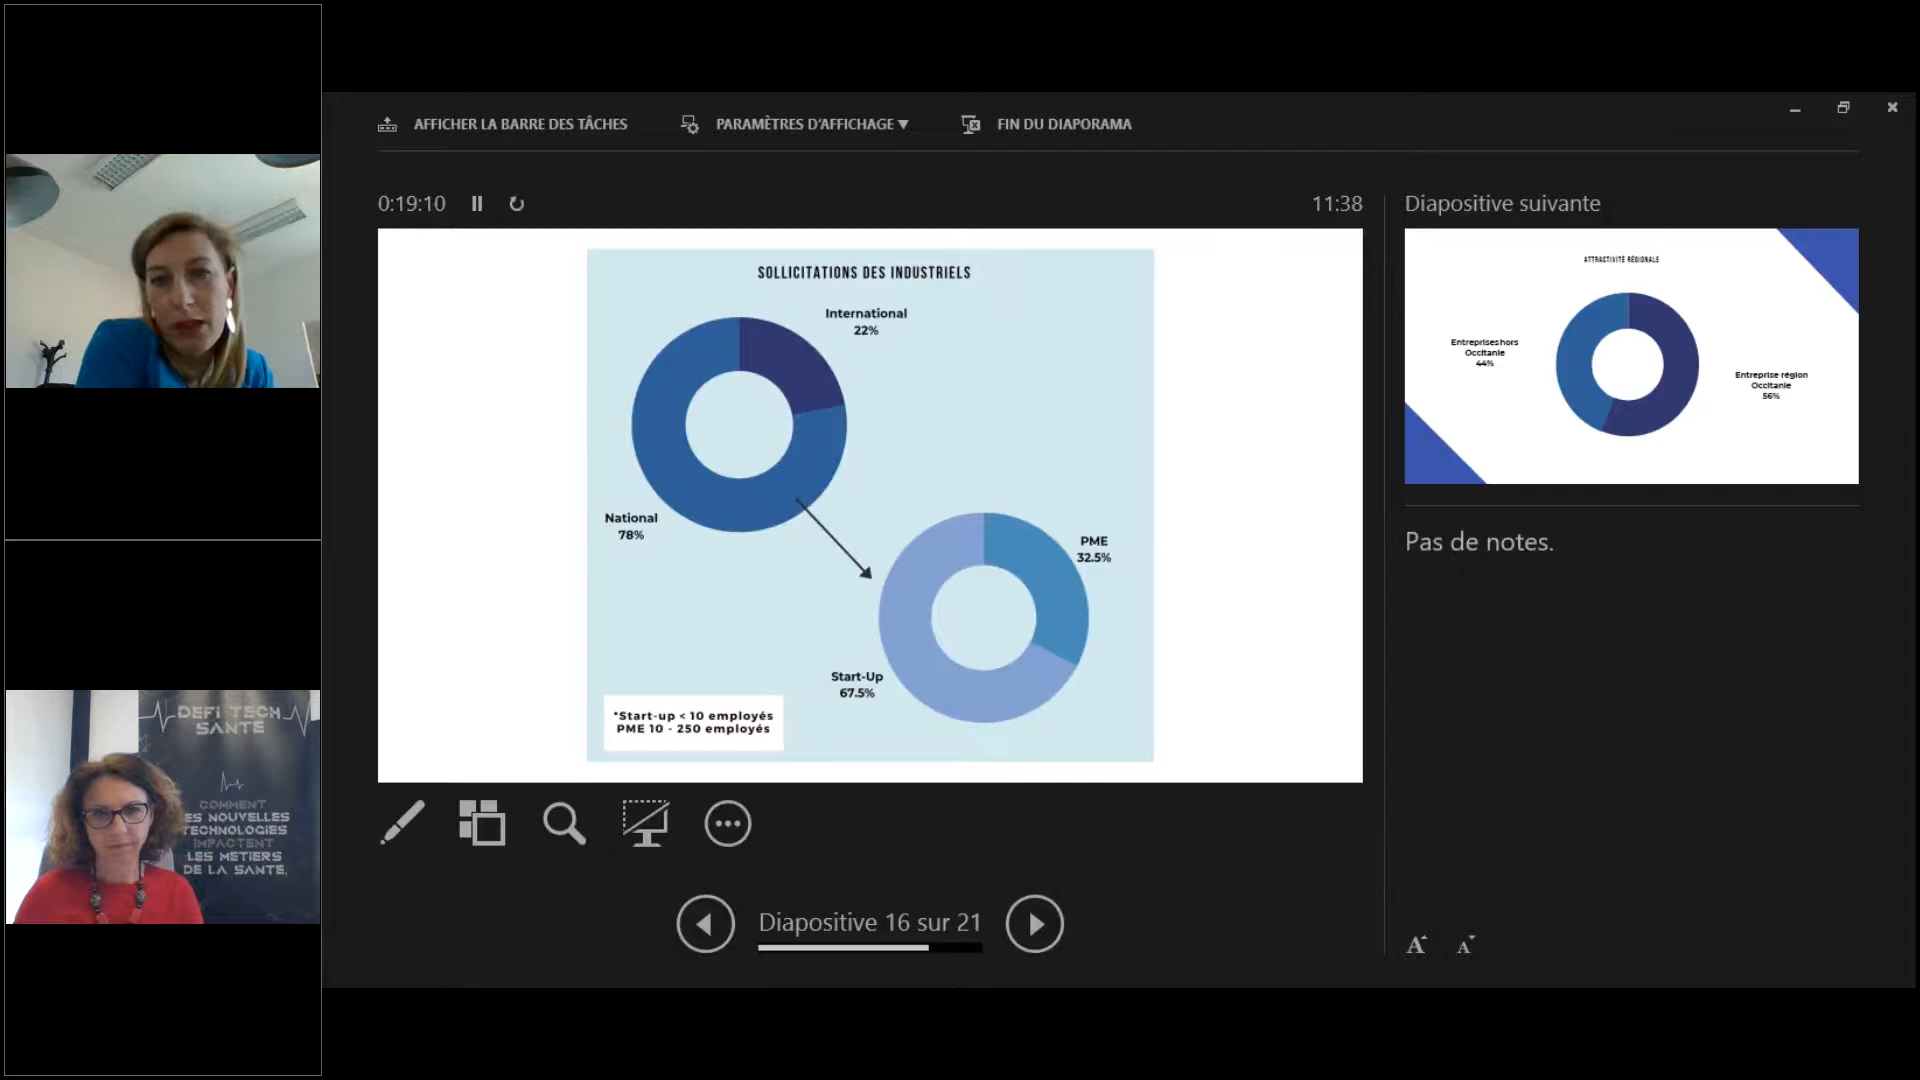 AFFICHER LA BARRE DES TÂCHES
PARAMÈTRES D'AFFICHAGE ▼
FIN DU DIAPORAMA
0:19:10
11:38
SOLLICITATIONS DES INDUSTRIELS
International
22%
National
78%
PME
32.5%
Start-Up
67.5%
*Start-up < 10 employés
PME 10 - 250 employés
Diapositive 16 sur 21
Diapositive suivante
ATTRACTIVITÉ RÉGIONALE
Entreprises hors
Occitanie
44%
Entreprise région
Occitanie
56%
Pas de notes.
A
A
DEFI TECH
SANTE
COMMENT
ES NOUVELLES
TECHNOLOGIES
IMPACTENT
LES METIERS
DE LA SANTE.